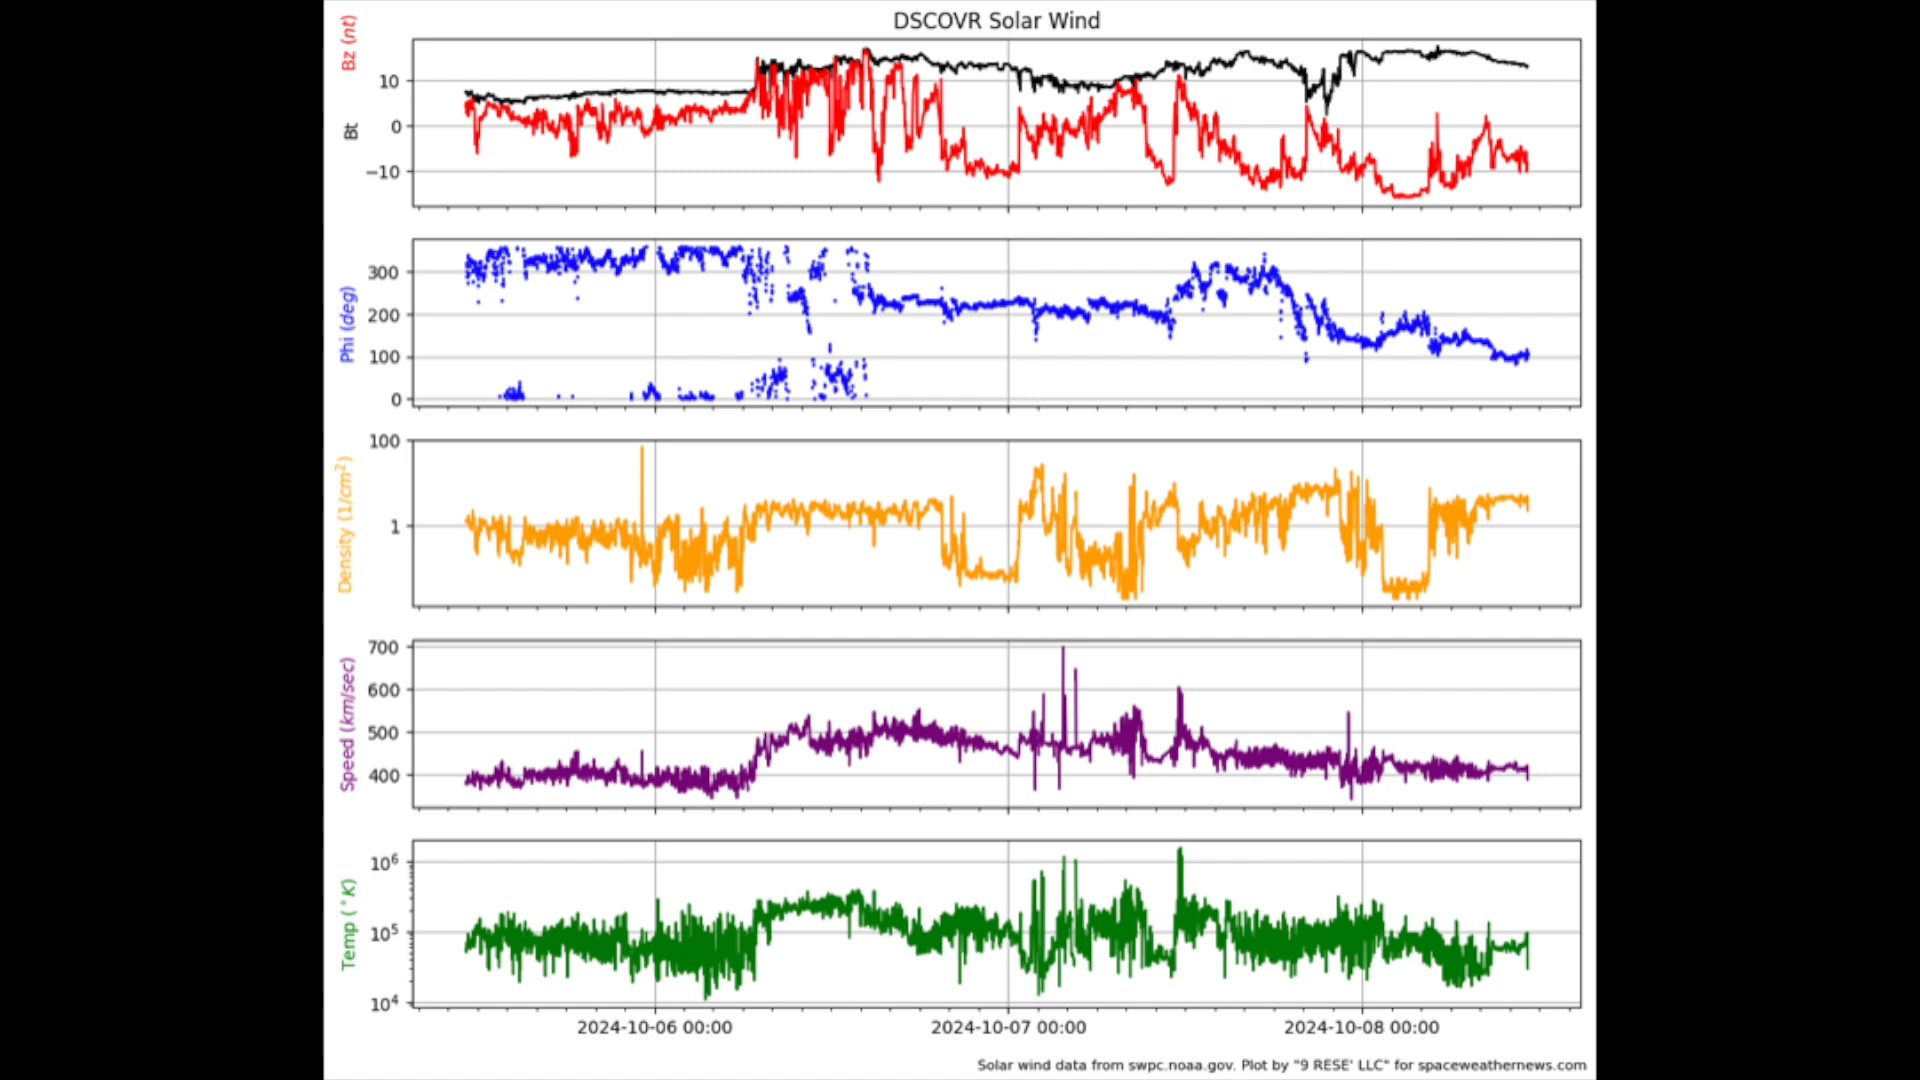 DSCOVR Solar Wind
Bz (nt)
Bt
10
0
−10
Phi (deg)
300
200
100
0
Density (1/cm²)
100
1
Speed (km/sec)
700
600
500
400
Temp (°K)
10⁶
10⁵
10⁴
2024-10-06 00:00 2024-10-07 00:00 2024-10-08 00:00
Solar wind data from swpc.noaa.gov. Plot by "9 RESE' LLC" for spaceweathernews.com